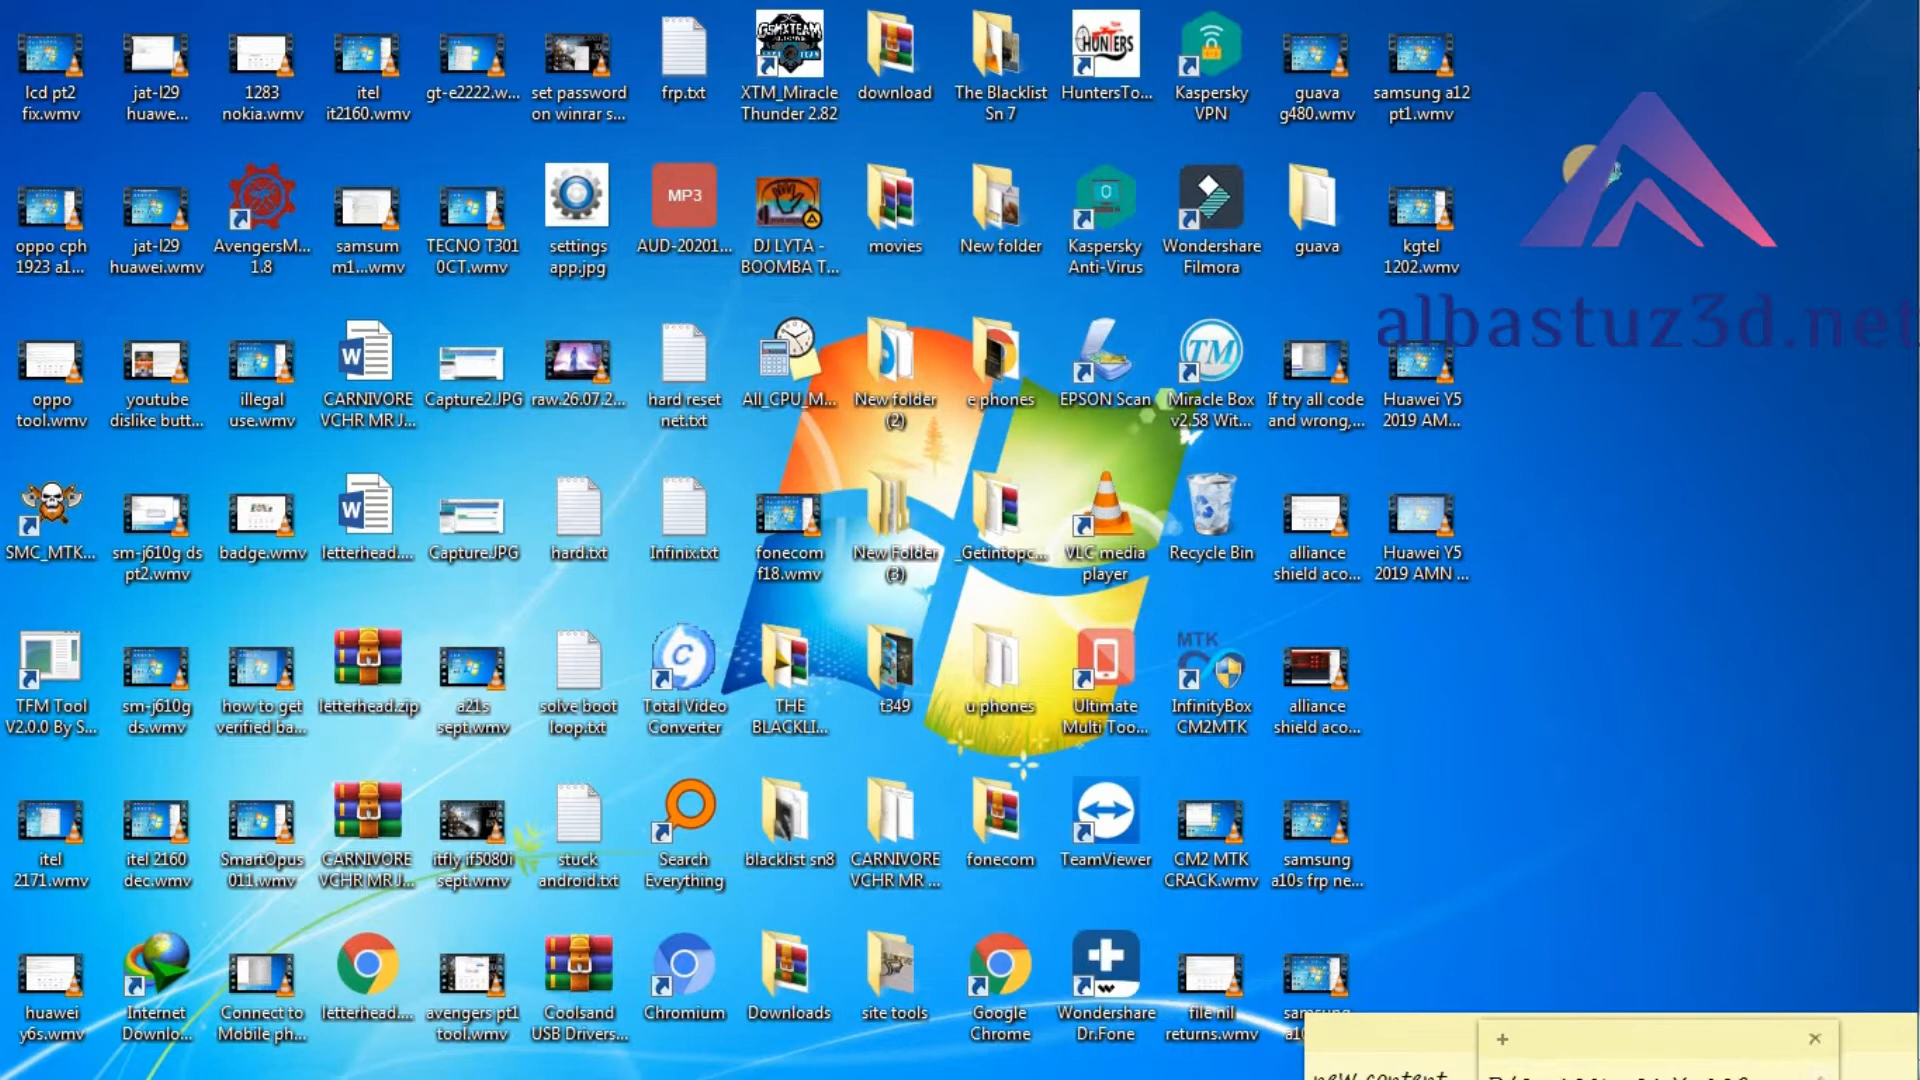 lcd pt2
fix.wmv
jat-l29
huawe...
1283
nokia.wmv
itel
it2160.wmv
gt-e2222.w...
set password
on winrar s...
frp.txt
XTM_Miracle
Thunder 2.82
download
The Blacklist
Sn 7
HuntersTo...
Kaspersky
VPN
guava
g480.wmv
samsung a12
pt1.wmv
HUNTERS
oppo cph
1923 a1...
jat-l29
huawei.wmv
AvengersM...
1.8
samsum
m1...wmv
TECNO T301
0CT.wmv
settings
app.jpg
MP3
AUD-20201...
DJ LYTA -
BOOMBA T...
movies
New folder
Kaspersky
Anti-Virus
Wondershare
Filmora
guava
kgtel
1202.wmv
albastuz3d.net
oppo
tool.wmv
youtube
dislike butt...
illegal
use.wmv
CARNIVORE
VCHR MR J...
Capture2.JPG
raw.26.07.2...
hard reset
net.txt
All_CPU_M...
New folder
(2)
e phones
EPSON Scan
TM
Miracle Box
v2.58 Wit...
If try all code
and wrong,...
Huawei Y5
2019 AM...
SMC_MTK...
sm-j610g ds
pt2.wmv
badge.wmv
letterhead....
Capture.JPG
hard.txt
Infinix.txt
fonecom
f18.wmv
New Folder
(3)
_Getintopc...
VLC media
player
Recycle Bin
alliance
shield aco...
Huawei Y5
2019 AMN ...
TFM Tool
V2.0.0 By S...
sm-j610g
ds.wmv
how to get
verified ba...
letterhead.zip
a21s
sept.wmv
solve boot
loop.txt
Total Video
Converter
THE
BLACKLI...
t349
u phones
Ultimate
Multi Too...
MTK
InfinityBox
CM2MTK
alliance
shield aco...
itel
2171.wmv
itel 2160
dec.wmv
SmartOpus
011.wmv
CARNIVORE
VCHR MR J...
itfly if5080i
sept.wmv
stuck
android.txt
Search
Everything
blacklist sn8
CARNIVORE
VCHR MR ...
fonecom
TeamViewer
CM2 MTK
CRACK.wmv
samsung
a10s frp ne...
huawei
y6s.wmv
Internet
Downlo...
Connect to
Mobile ph...
letterhead....
avengers pt1
tool.wmv
Coolsand
USB Drivers...
Chromium
Downloads
site tools
Google
Chrome
Wondershare
Dr.Fone
file nil
returns.wmv
new content